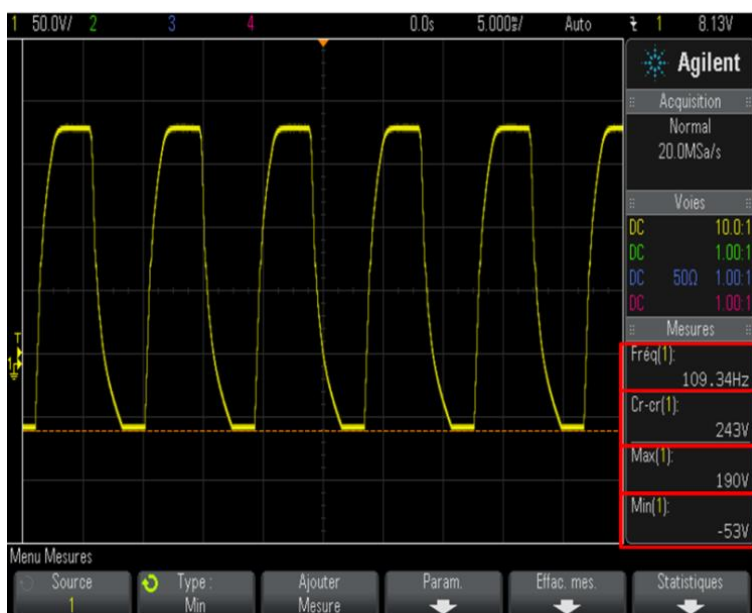 1 50.0V/ 2 3 4 0.0s 5.000ms/ Auto 1 8.13V
Agilent
Acquisition
Normal
20.0MSa/s
Voies
DC 10.0:1
DC 1.00:1
DC 50Ω 1.00:1
DC 1.00:1
Mesures
Fréq(1):
109.34Hz
Cr-cr(1):
243V
Max(1):
190V
Min(1):
-53V
T
1
Menu Mesures
Source
1
Type :
Min
Ajouter
Mesure
Param.
Effac. mes.
Statistiques